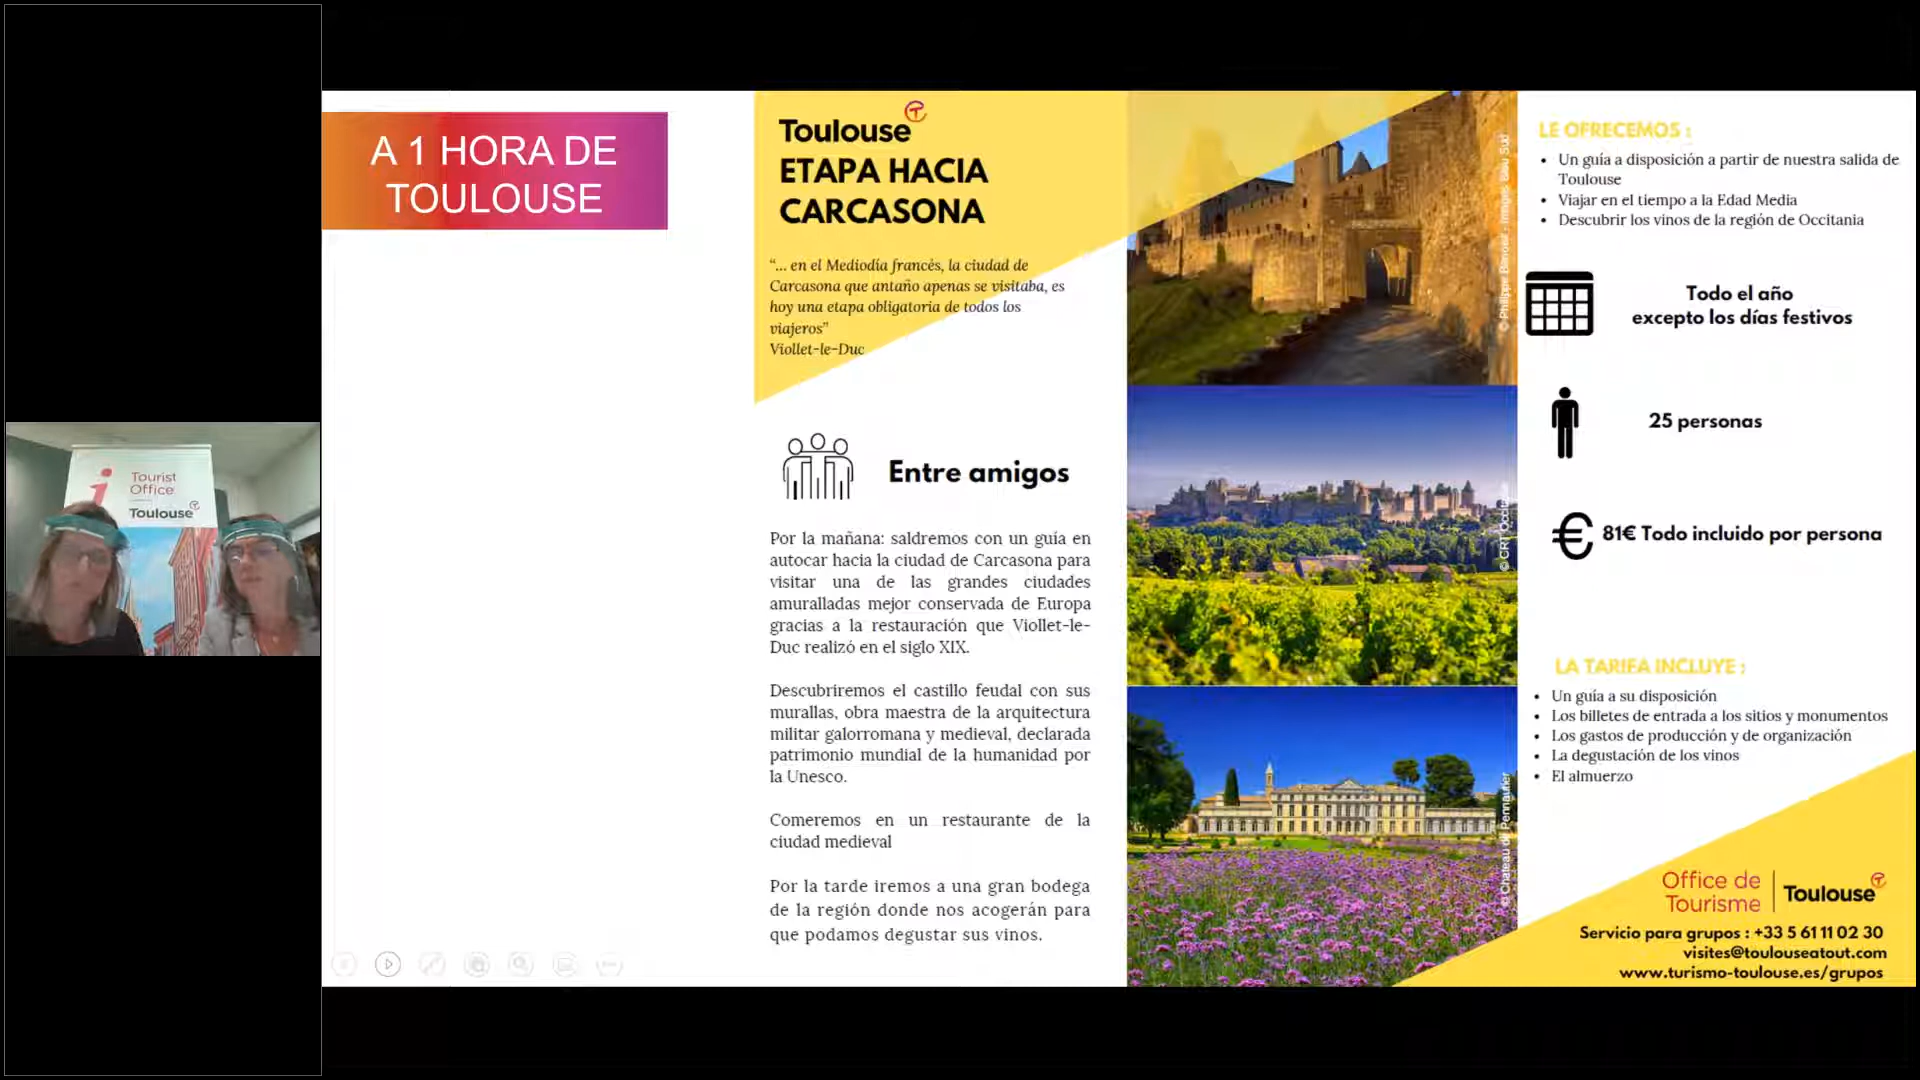 Tourist
Office
Toulouse
A 1 HORA DE
TOULOUSE
Toulouse
ETAPA HACIA
CARCASONA
“... en el Mediodía francés, la ciudad de
Carcasona que antaño apenas se visitaba, es
hoy una etapa obligatoria de todos los
viajeros”
Viollet-le-Duc
Entre amigos
Por la mañana: saldremos con un guía en
autocar hacia la ciudad de Carcasona para
visitar una de las grandes ciudades
amuralladas mejor conservada de Europa
gracias a la restauración que Viollet-le-
Duc realizó en el siglo XIX.
Descubriremos el castillo feudal con sus
murallas, obra maestra de la arquitectura
militar galorromana y medieval, declarada
patrimonio mundial de la humanidad por
la Unesco.
Comeremos en un restaurante de la
ciudad medieval
Por la tarde iremos a una gran bodega
de la región donde nos acogerán para
que podamos degustar sus vinos.
LE OFRECEMOS :
• Un guía a disposición a partir de nuestra salida de
Toulouse
• Viajar en el tiempo a la Edad Media
• Descubrir los vinos de la región de Occitania
Todo el año
excepto los días festivos
25 personas
€ 81€ Todo incluido por persona
LA TARIFA INCLUYE :
• Un guía a su disposición
• Los billetes de entrada a los sitios y monumentos
• Los gastos de producción y de organización
• La degustación de los vinos
• El almuerzo
Office de
Tourisme
Toulouse
Servicio para grupos : +33 5 61 11 02 30
visites@toulouseatout.com
www.turismo-toulouse.es/grupos